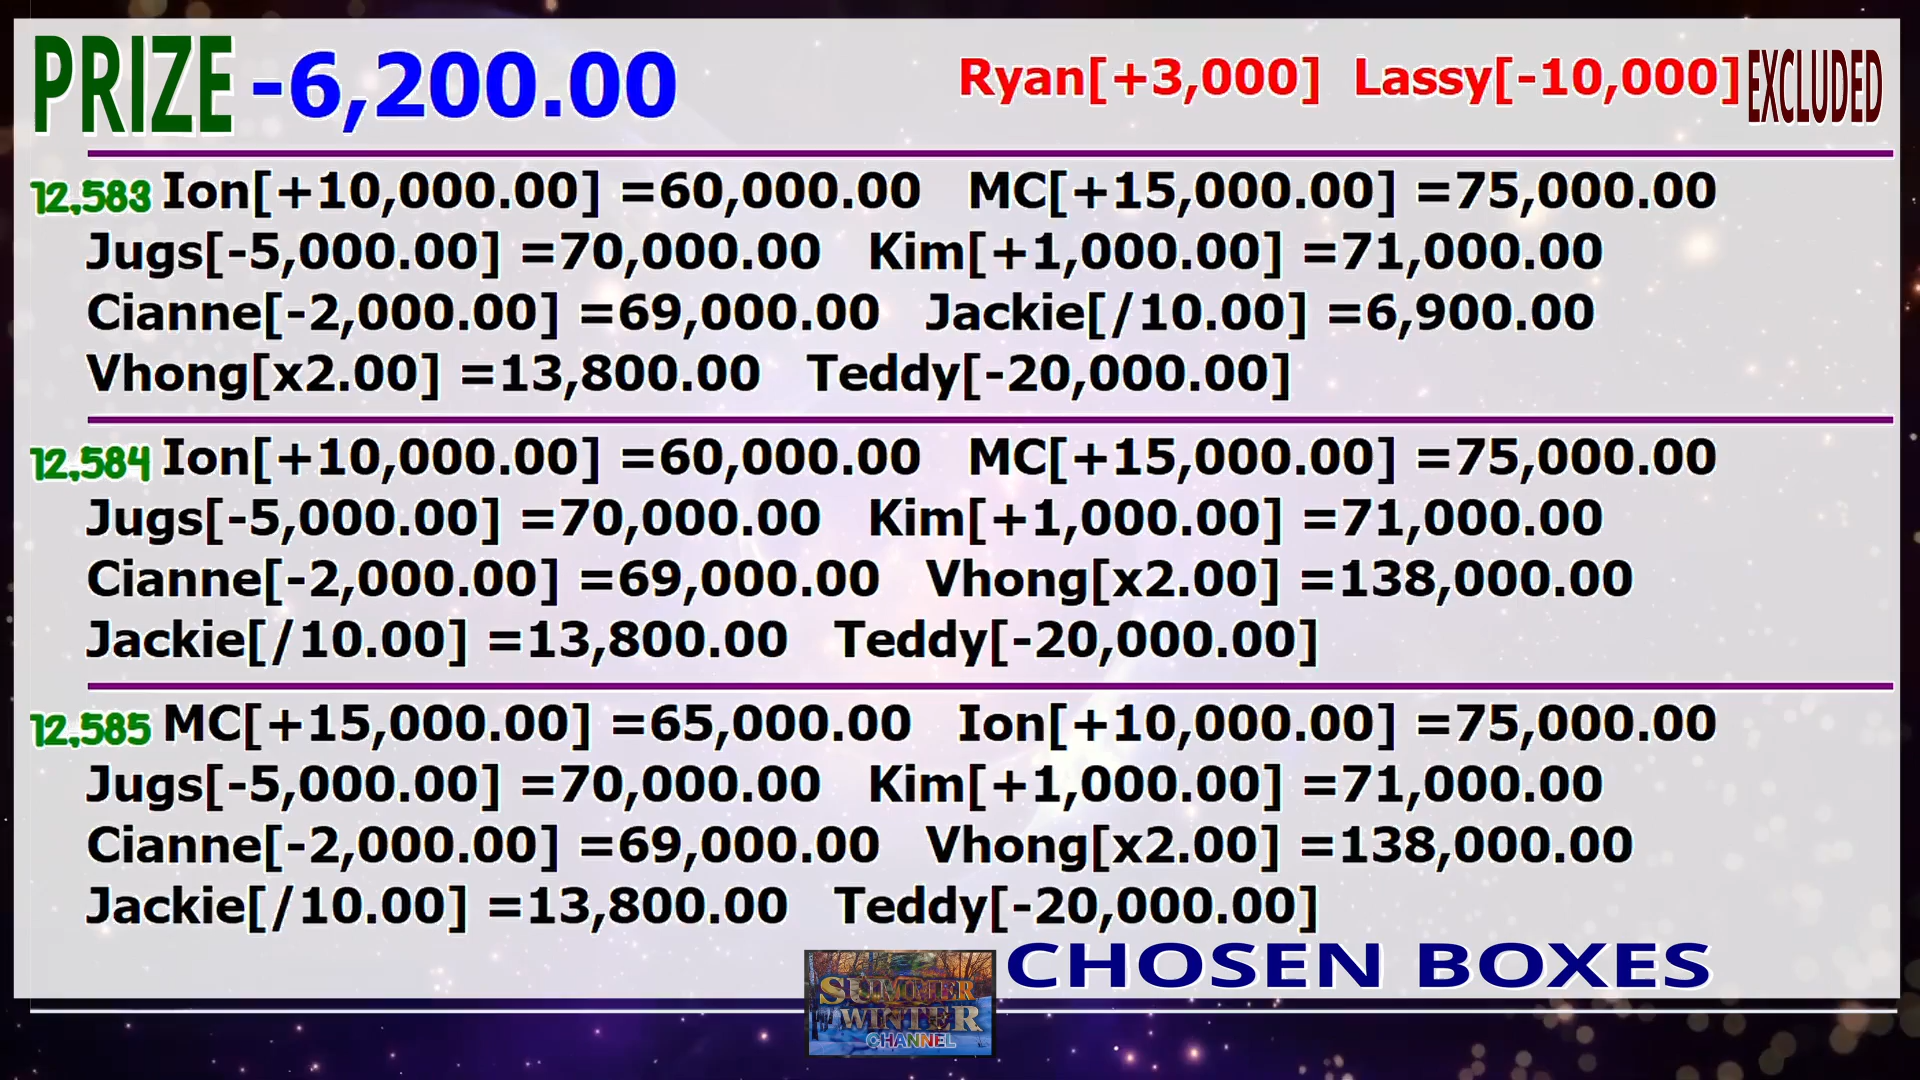 PRIZE -6,200.00 Ryan[+3,000] Lassy[-10,000] EXCLUDED
12,583 Ion[+10,000.00] =60,000.00 MC[+15,000.00] =75,000.00
Jugs[-5,000.00] =70,000.00 Kim[+1,000.00] =71,000.00
Cianne[-2,000.00] =69,000.00 Jackie[/10.00] =6,900.00
Vhong[x2.00] =13,800.00 Teddy[-20,000.00]
12,584 Ion[+10,000.00] =60,000.00 MC[+15,000.00] =75,000.00
Jugs[-5,000.00] =70,000.00 Kim[+1,000.00] =71,000.00
Cianne[-2,000.00] =69,000.00 Vhong[x2.00] =138,000.00
Jackie[/10.00] =13,800.00 Teddy[-20,000.00]
12,585 MC[+15,000.00] =65,000.00 Ion[+10,000.00] =75,000.00
Jugs[-5,000.00] =70,000.00 Kim[+1,000.00] =71,000.00
Cianne[-2,000.00] =69,000.00 Vhong[x2.00] =138,000.00
Jackie[/10.00] =13,800.00 Teddy[-20,000.00]
CHOSEN BOXES
SUMMER
WINTER
CHANNEL